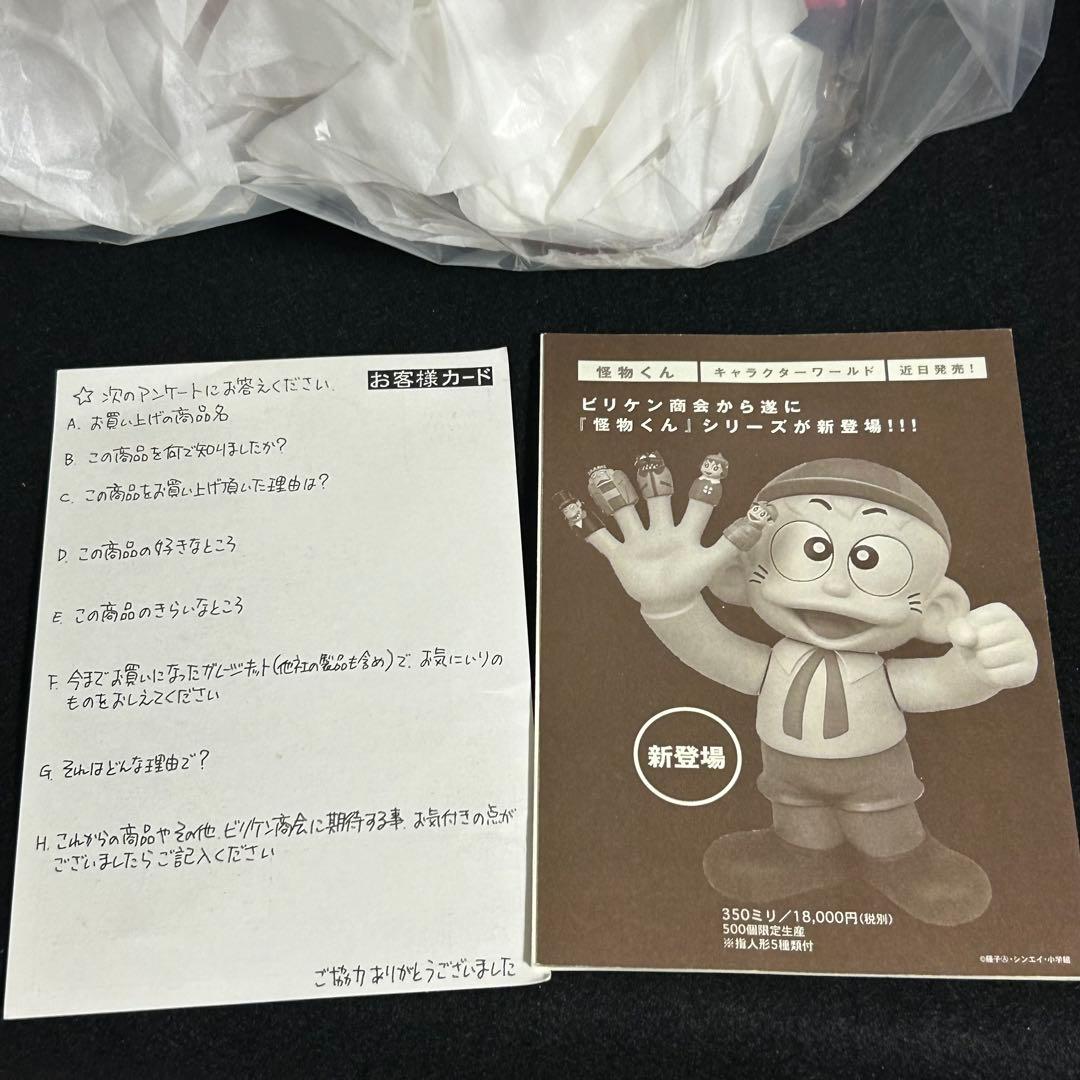 お客様カード
☆ 次のアンケートにお答えください.
A. お買い上げの商品名
B. この商品を何で知りましたか?
C. この商品をお買い上げ頂いた理由は?
D. この商品の好きなところ
E. この商品のきらいなところ
F. 今までお買いになったガレージキット(他社の製品も含め)で、お気にいりの
ものをおしえてください
G. それはどんな理由で?
H. これからの商品やその他、ビリケン商会に期待する事、お気付きの点が
ございましたらご記入ください
ご協力ありがとうございました
怪物くん キャラクターワールド 近日発売!
ビリケン商会から遂に
『怪物くん』シリーズが新登場!!!
新登場
350ミリ/18,000円(税別)
500個限定生産
※指人形5種類付
©藤子Ⓐ・シンエイ・小学館